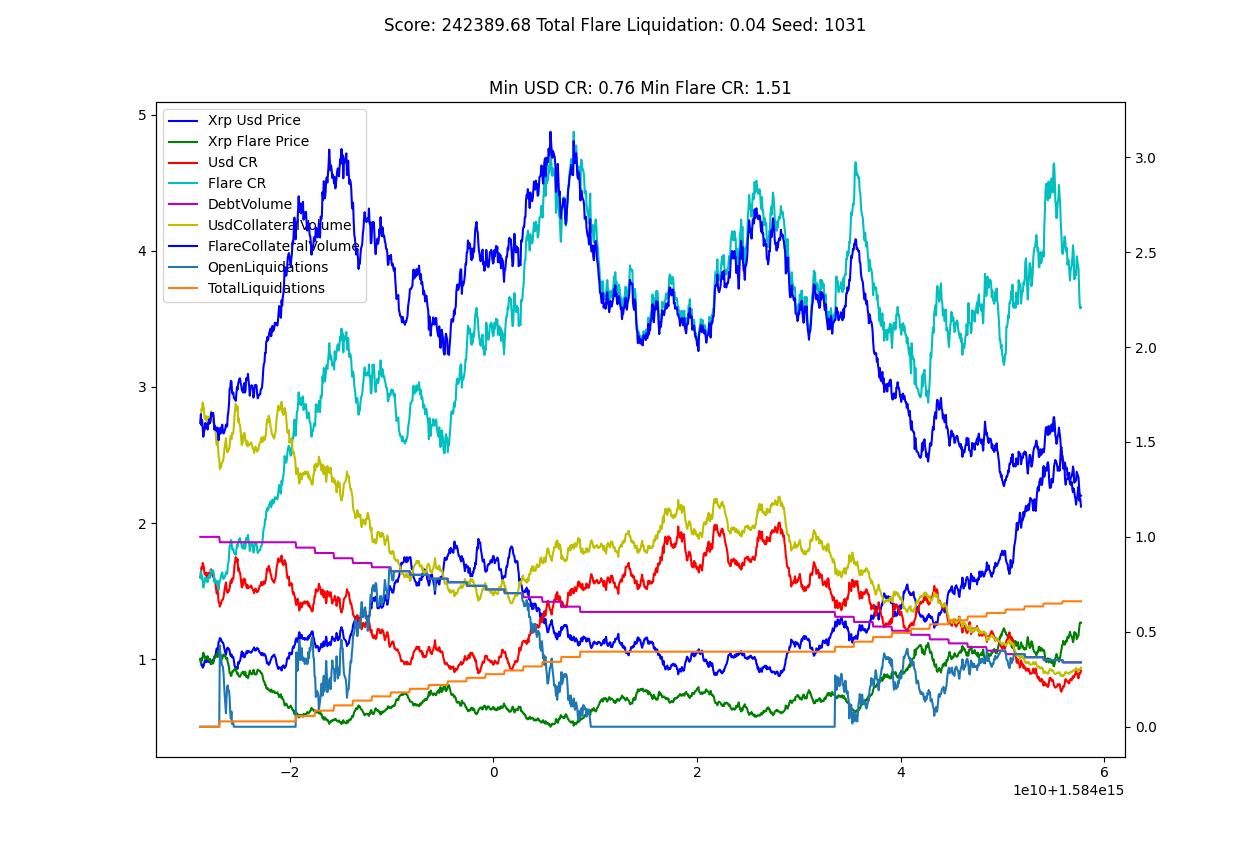 Score: 242389.68 Total Flare Liquidation: 0.04 Seed: 1031
Min USD CR: 0.76 Min Flare CR: 1.51
Xrp Usd Price
Xrp Flare Price
Usd CR
Flare CR
DebtVolume
UsdCollateralVolume
FlareCollateralVolume
OpenLiquidations
TotalLiquidations
5
4
3
2
1
3.0
2.5
2.0
1.5
1.0
0.5
0.0
−2
0
2
4
6
1e10+1.584e15